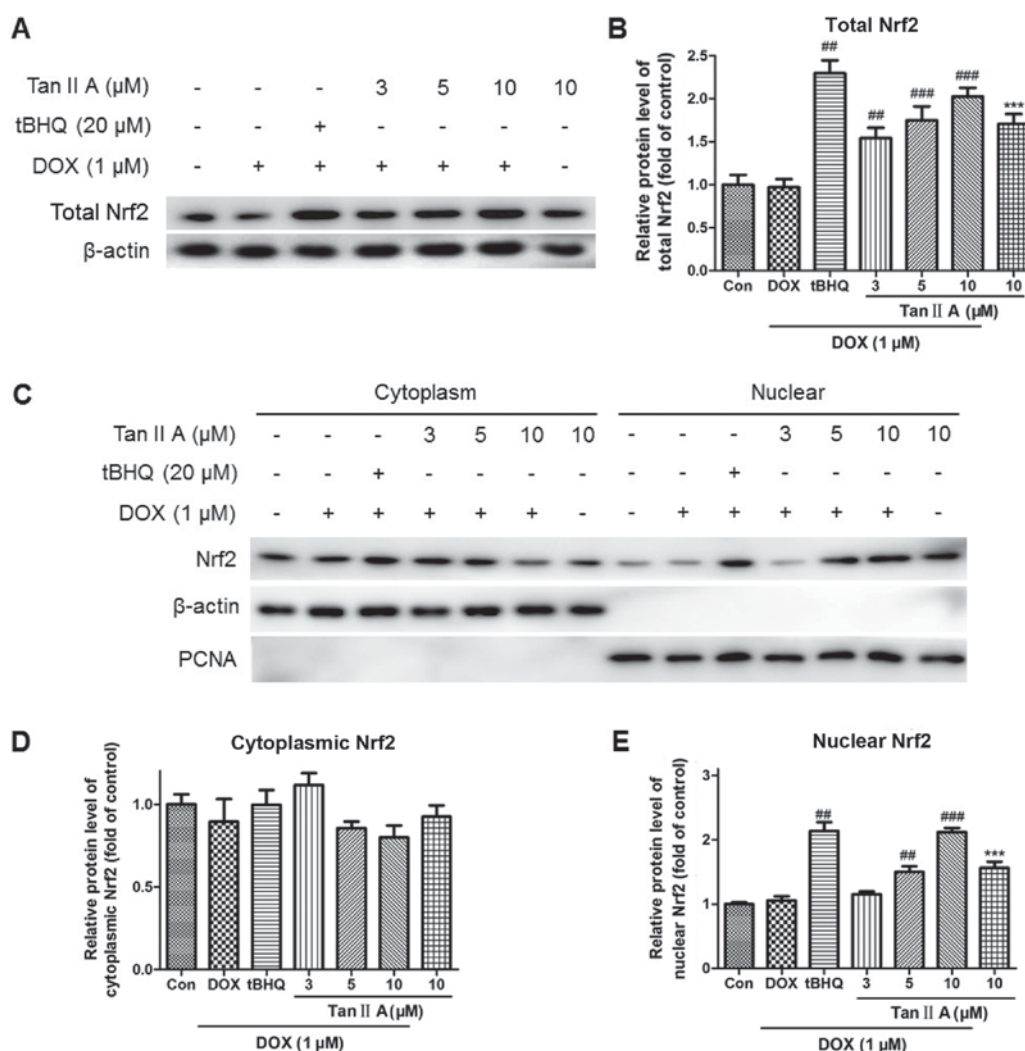 A
Tan II A (μM) - - - 3 5 10 10
tBHQ (20 μM) - - + - - - -
DOX (1 μM) - + + + + + -
Total Nrf2
β-actin
B
Total Nrf2
Relative protein level of
total Nrf2 (fold of control)
2.5
2.0
1.5
1.0
0.0
## ## ### ### ***
Con DOX tBHQ 3 5 10 10
Tan II A (μM)
DOX (1 μM)
C
Cytoplasm Nuclear
Tan II A (μM) - - - 3 5 10 10 - - - 3 5 10 10
tBHQ (20 μM) - - + - - - - - - + - - - -
DOX (1 μM) - + + + + + - - + + + + + -
Nrf2
β-actin
PCNA
D
Cytoplasmic Nrf2
Relative protein level of
cytoplasmic Nrf2 (fold of control)
1.0
0.5
0.0
Con DOX tBHQ 3 5 10 10
Tan II A (μM)
DOX (1 μM)
E
Nuclear Nrf2
Relative protein level of
nuclear Nrf2 (fold of control)
3
2
1
0
## ## ### ***
Con DOX tBHQ 3 5 10 10
Tan II A (μM)
DOX (1 μM)